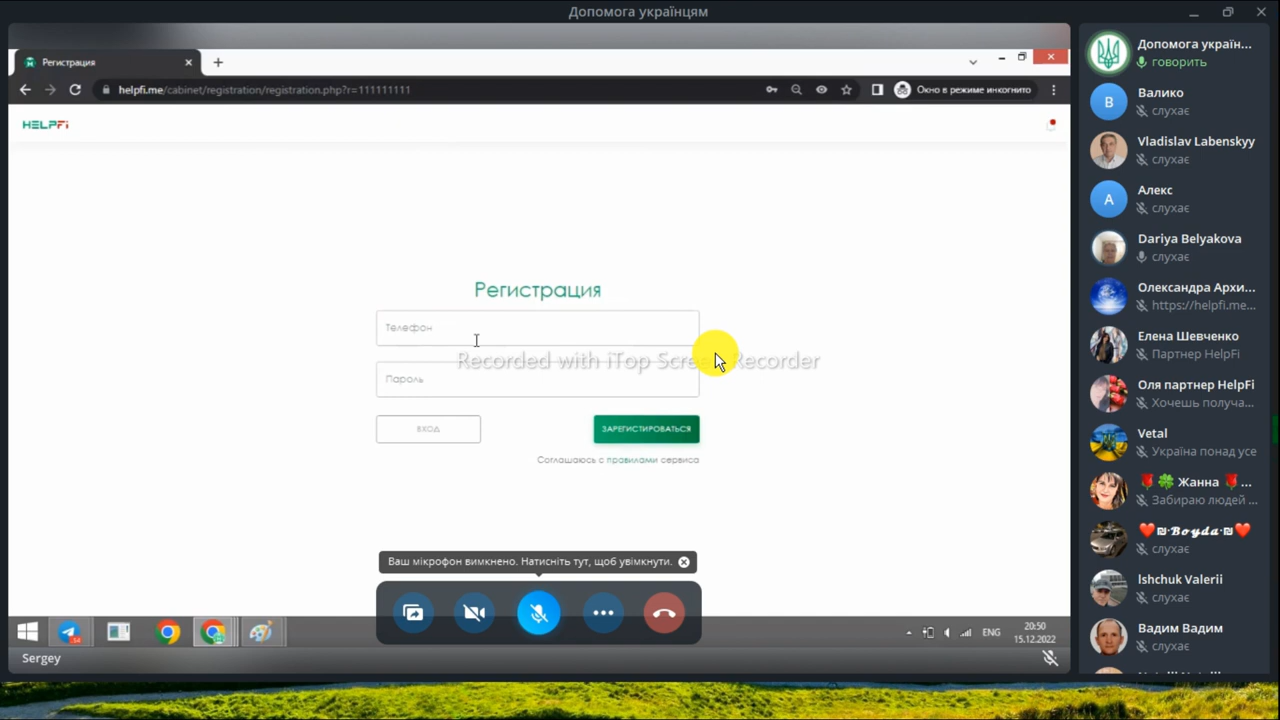 Допомога українцям
Регистрация
helpfi.me/cabinet/registration/registration.php?r=111111111
Окно в режиме инкогнито
HELPFi
Регистрация
Телефон
Recorded with iTop Screen Recorder
Пароль
ВХОД
ЗАРЕГИСТИРОВАТЬСЯ
Соглашаюсь с правилами сервиса
Ваш мікрофон вимкнено. Натисніть тут, щоб увімкнути.
ENG
20:50
15.12.2022
Sergey
Допомога україн...
говорить
В
Валико
слухає
Vladislav Labenskyy
слухає
А
Алекс
слухає
Dariya Belyakova
слухає
Олександра Архи...
https://helpfi.me...
Елена Шевченко
Партнер HelpFi
Оля партнер HelpFi
Хочешь получа...
Vetal
Україна понад усе
🌹🍀 Жанна 🌹...
Забираю людей ...
❤️₪·𝓑𝓸𝔂𝓭𝓪·₪❤️
слухає
Ishchuk Valerii
слухає
Вадим Вадим
слухає